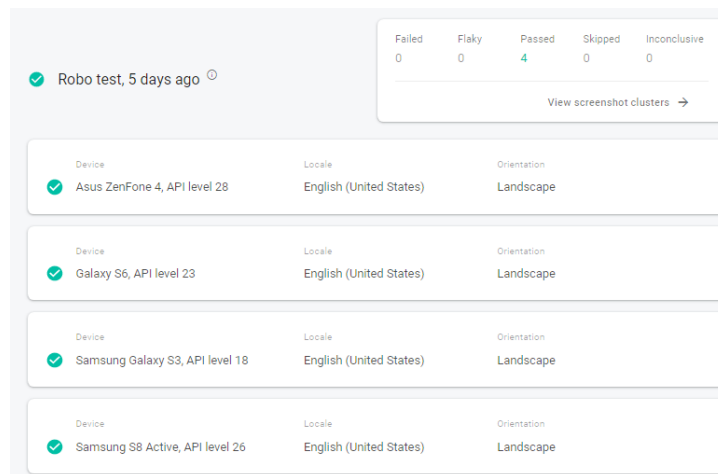 Failed Flaky Passed Skipped Inconclusive
0 0 4 0 0
Robo test, 5 days ago
View screenshot clusters →
Device Locale Orientation
Asus ZenFone 4, API level 28 English (United States) Landscape
Device Locale Orientation
Galaxy S6, API level 23 English (United States) Landscape
Device Locale Orientation
Samsung Galaxy S3, API level 18 English (United States) Landscape
Device Locale Orientation
Samsung S8 Active, API level 26 English (United States) Landscape